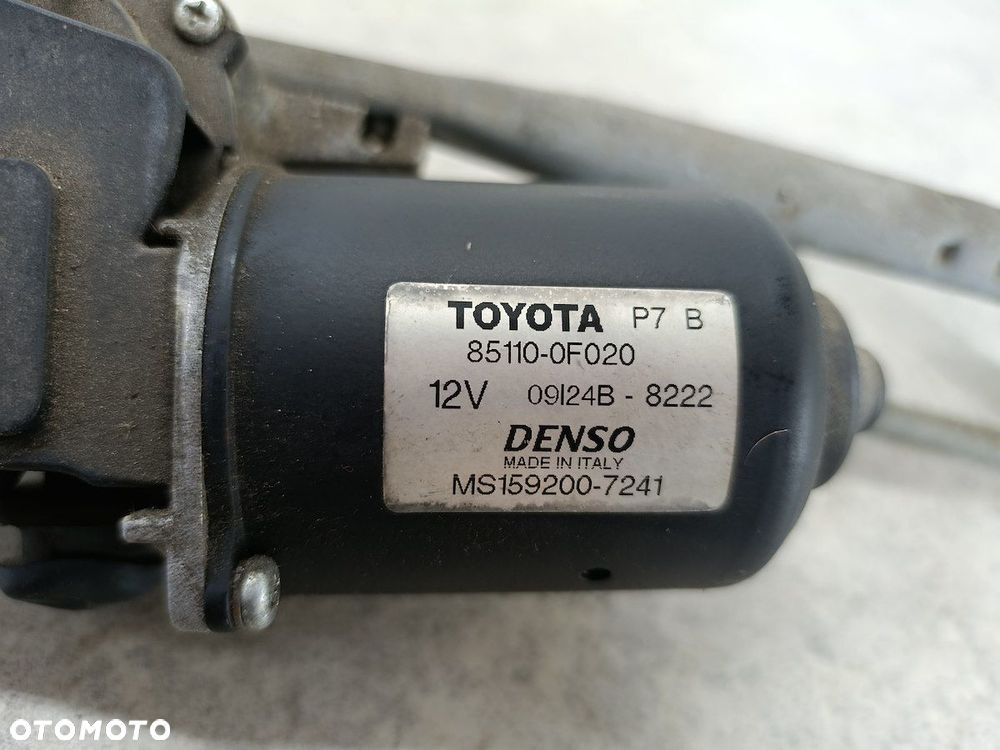 TOYOTA P7 B
85110-0F020
12V 09I24B - 8222
DENSO
MADE IN ITALY
MS159200-7241
OTOMOTO